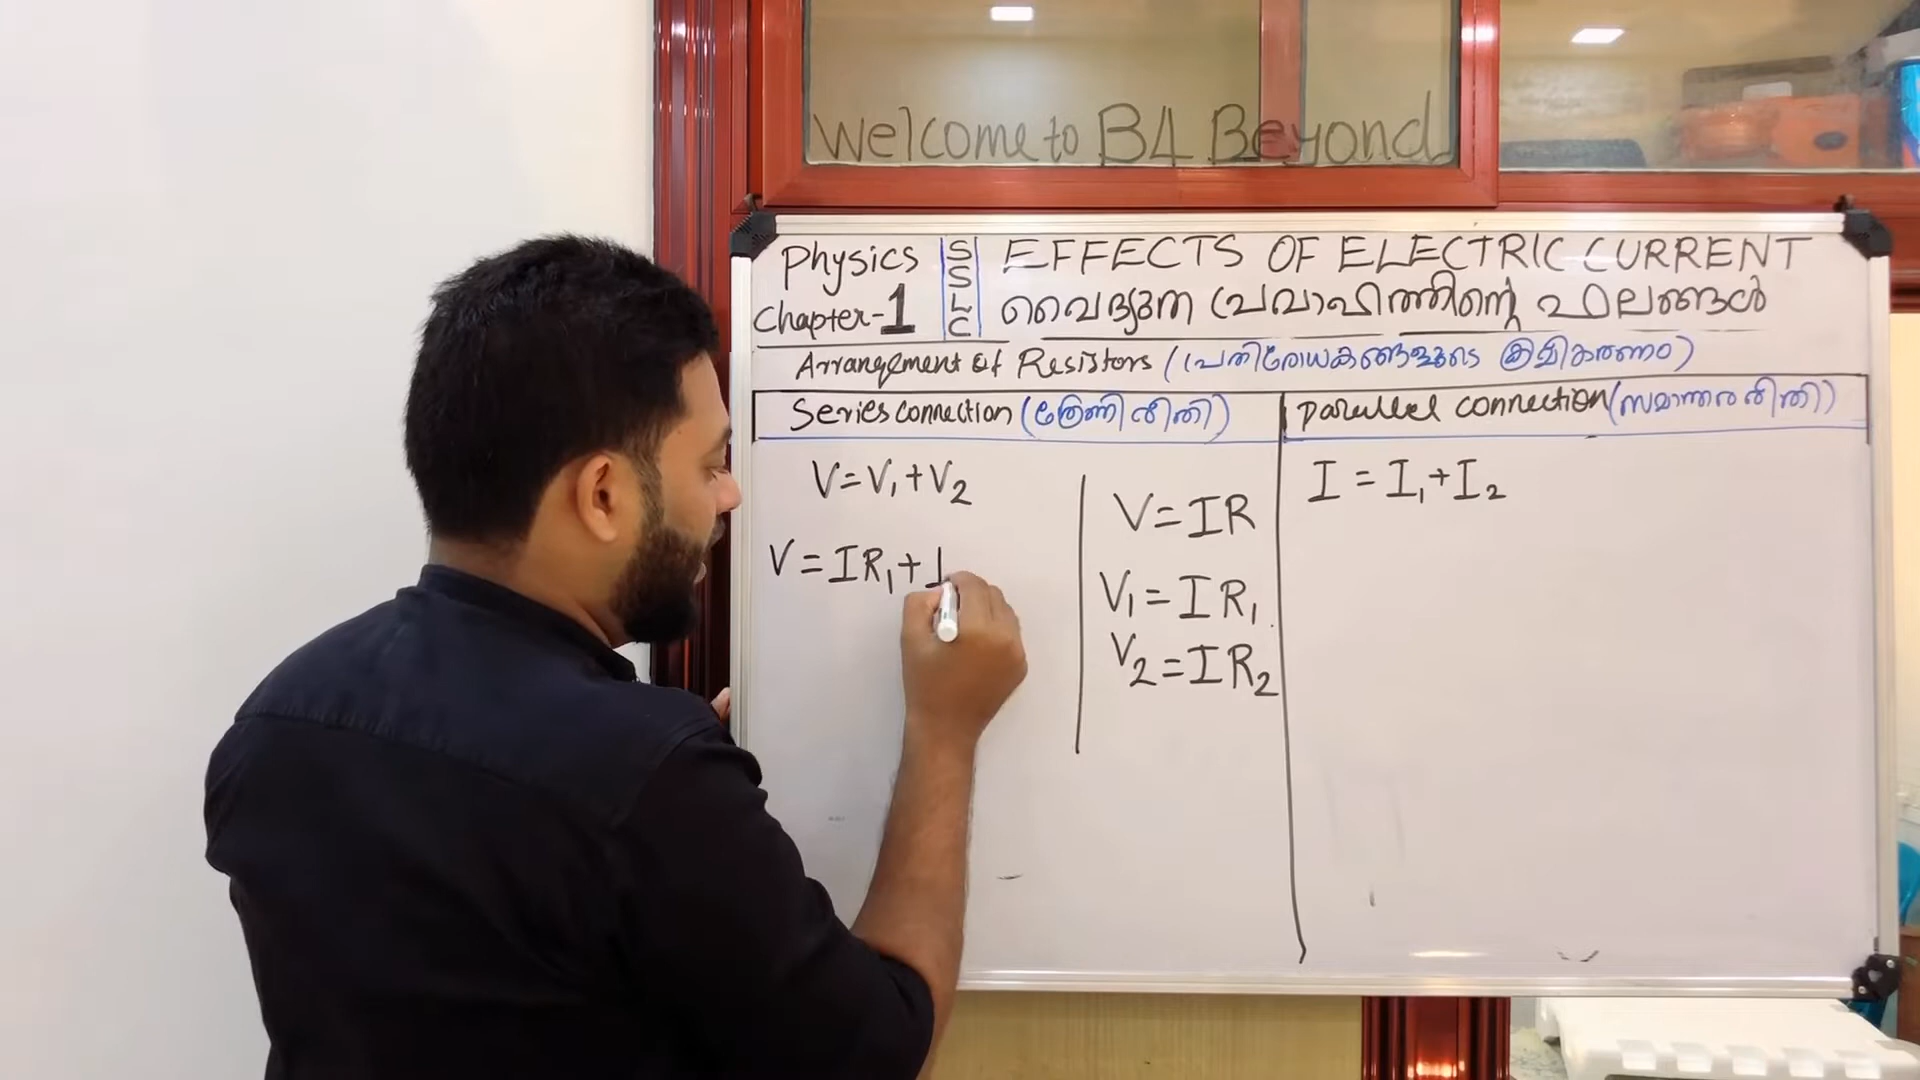 Welcome to B4 Beyond
Physics
Chapter-1
SSLC
EFFECTS OF ELECTRIC CURRENT
വൈദ്യുത പ്രവാഹത്തിന്റെ ഫലങ്ങൾ
Arrangement of Resistors (പ്രതിരോധകങ്ങളുടെ ക്രമീകരണം)
Series connection (ശ്രേണീ രീതി)
V=V₁+V₂
V=IR₁+I
V=IR
V₁=IR₁
V₂=IR₂
parallel connection (സമാന്തര രീതി)
I=I₁+I₂